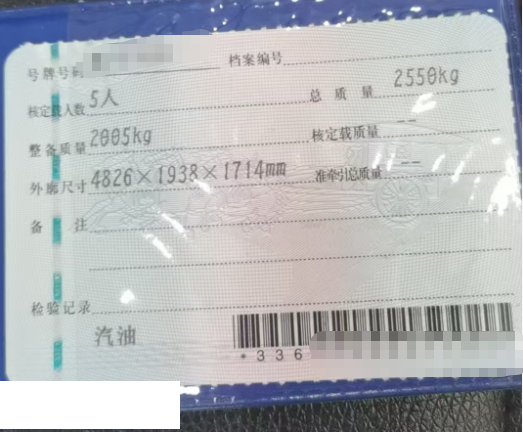 号牌号码 档案编号
核定载人数 5人 总质量 2550kg
整备质量 2005kg 核定载质量 --
外廓尺寸 4826×1938×1714mm 准牵引总质量 --
备注
检验记录
汽油
*336